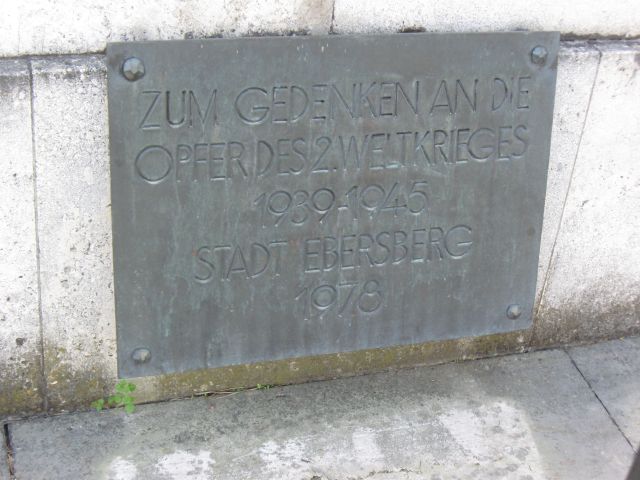 ZUM GEDENKEN AN DIE
OPFER DES 2. WELTKRIEGES
1939-1945
STADT EBERSBERG
1978